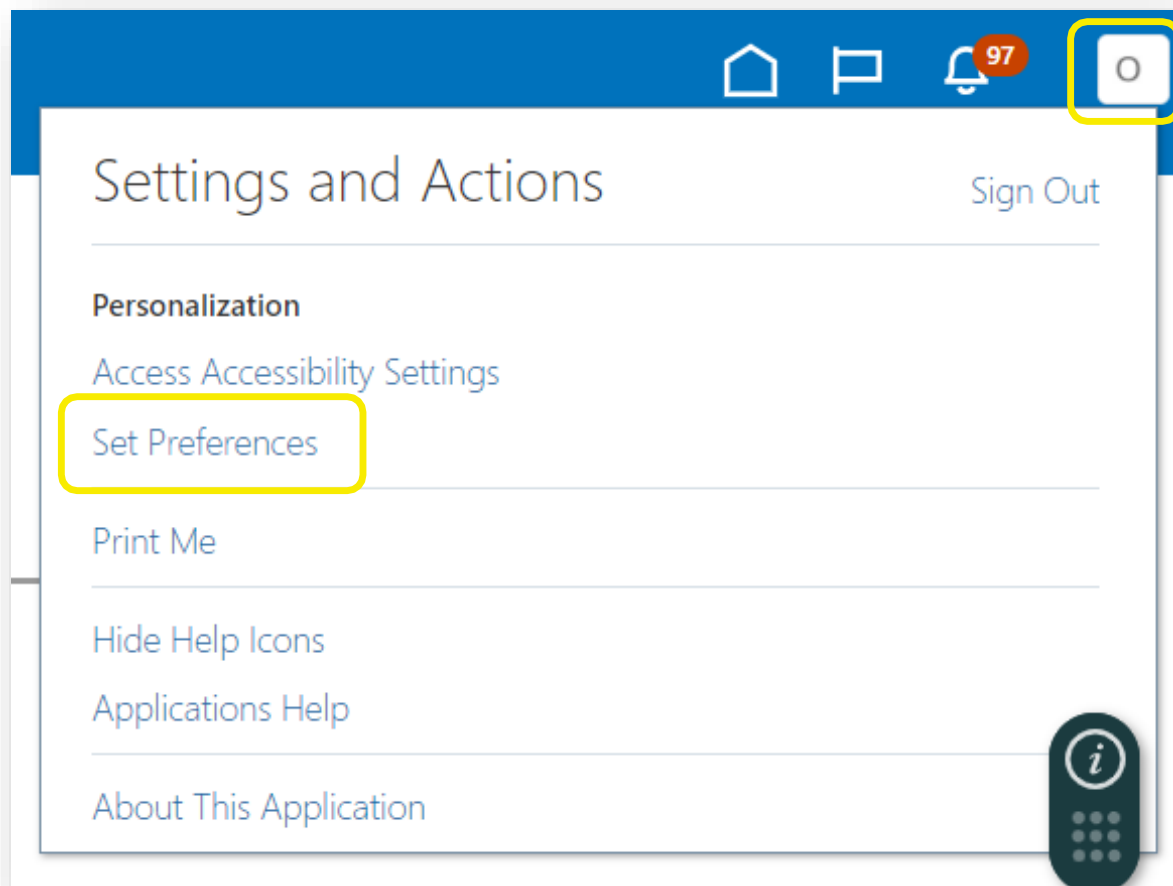 97
O
Settings and Actions
Sign Out
Personalization
Access Accessibility Settings
Set Preferences
Print Me
Hide Help Icons
Applications Help
i
About This Application